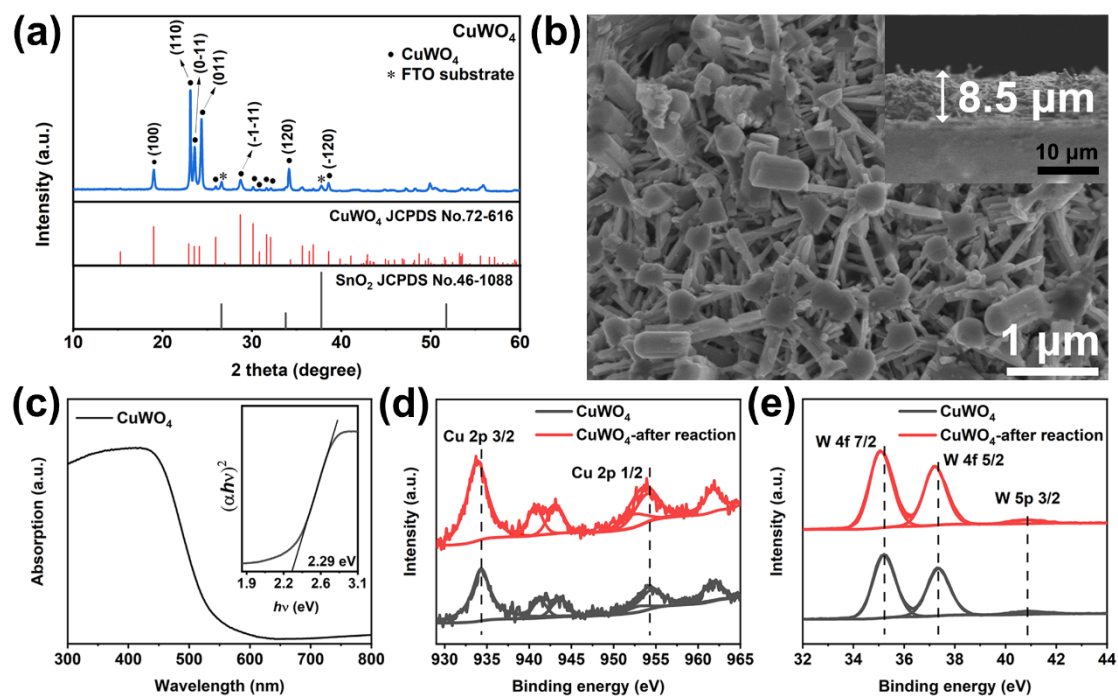 (a)
CuWO₄
• CuWO₄
* FTO substrate
(100)
(110)
(0-11)
(011)
(-1-11)
(120)
(-120)
*
*
CuWO₄ JCPDS No.72-616
SnO₂ JCPDS No.46-1088
Intensity (a.u.)
10 20 30 40 50 60
2 theta (degree)
(b)
8.5 μm
10 μm
1 μm
(c)
CuWO₄
(αhν)²
2.29 eV
1.9 2.2 2.6 2.8 3.1
hν (eV)
Absorption (a.u.)
300 400 500 600 700 800
Wavelength (nm)
(d)
CuWO₄
CuWO₄-after reaction
Cu 2p 3/2
Cu 2p 1/2
Intensity (a.u.)
930 935 940 945 950 955 960 965
Binding energy (eV)
(e)
CuWO₄
CuWO₄-after reaction
W 4f 7/2
W 4f 5/2
W 5p 3/2
Intensity (a.u.)
32 34 36 38 40 42 44
Binding energy (eV)